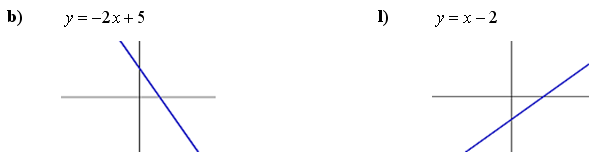 b) y = −2x + 5
l) y = x − 2